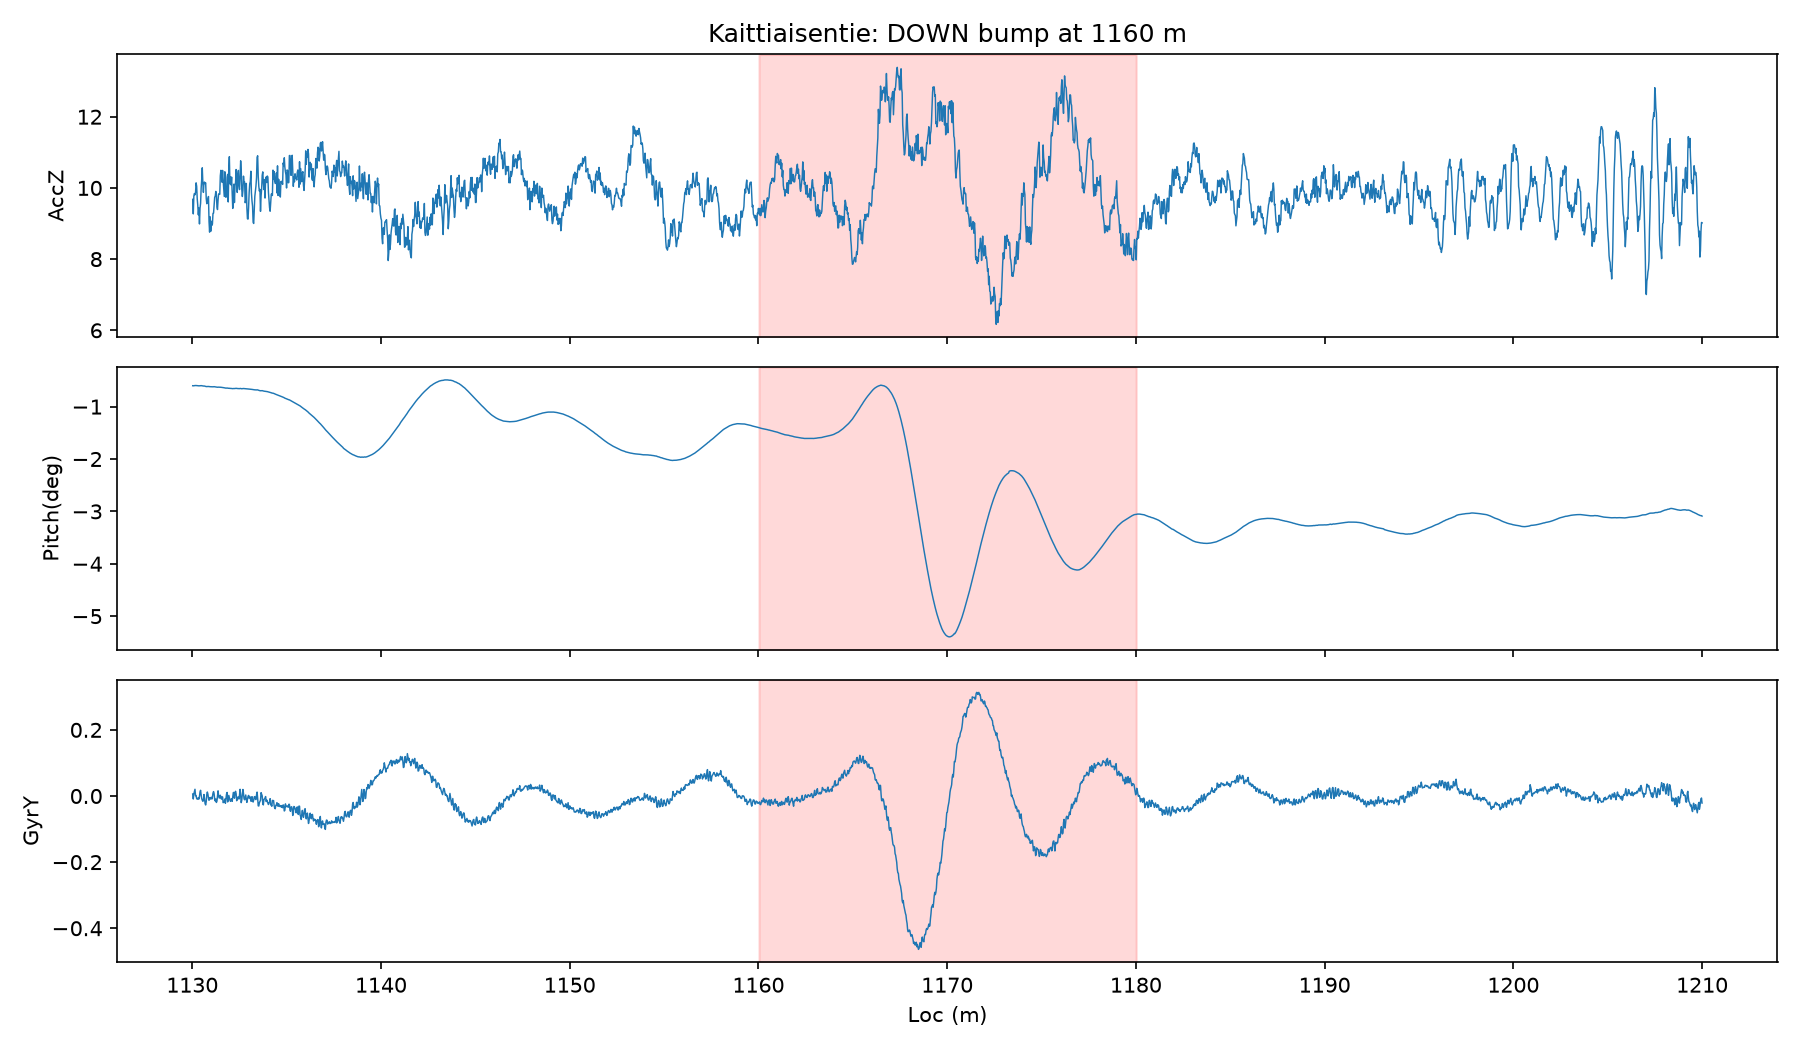 Kaittiaisentie: DOWN bump at 1160 m
12
10
8
6
AccZ
−1
−2
−3
−4
−5
Pitch(deg)
0.2
0.0
−0.2
−0.4
GyrY
1130 1140 1150 1160 1170 1180 1190 1200 1210
Loc (m)